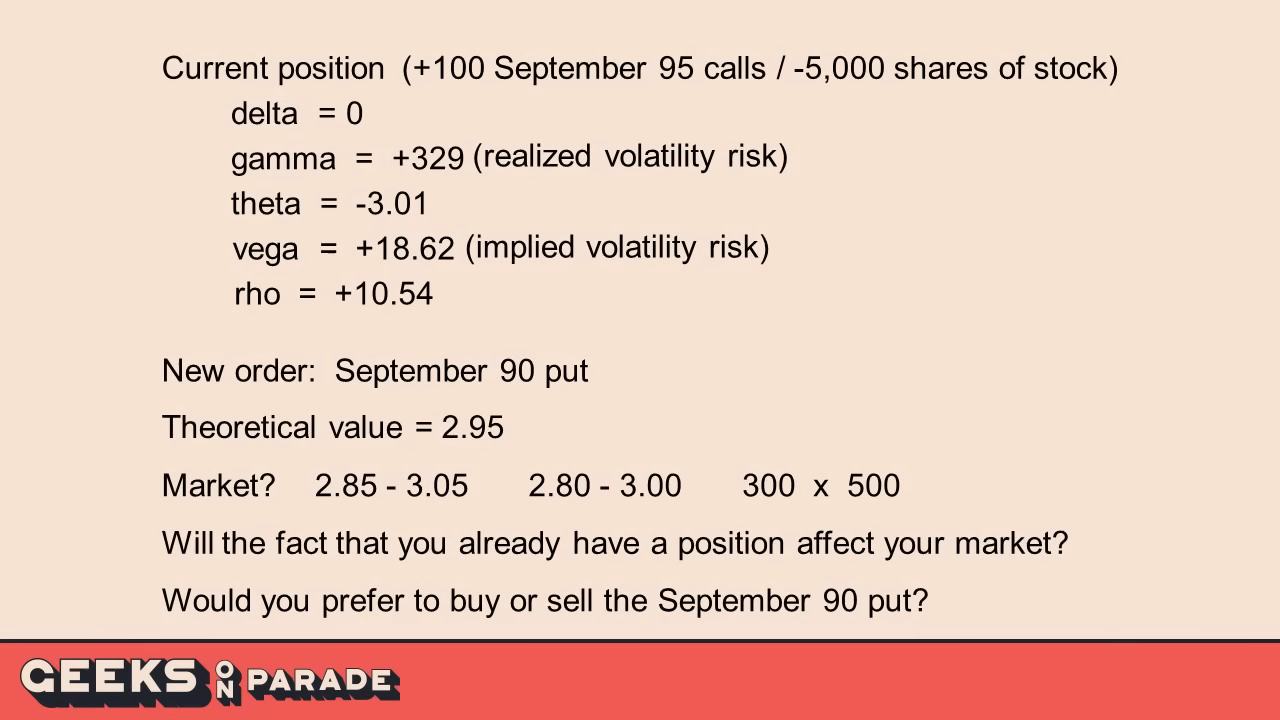 Current position (+100 September 95 calls / -5,000 shares of stock)
delta = 0
gamma = +329 (realized volatility risk)
theta = -3.01
vega = +18.62 (implied volatility risk)
rho = +10.54
New order: September 90 put
Theoretical value = 2.95
Market? 2.85 - 3.05 2.80 - 3.00 300 x 500
Will the fact that you already have a position affect your market?
Would you prefer to buy or sell the September 90 put?
GEEKS ON PARADE